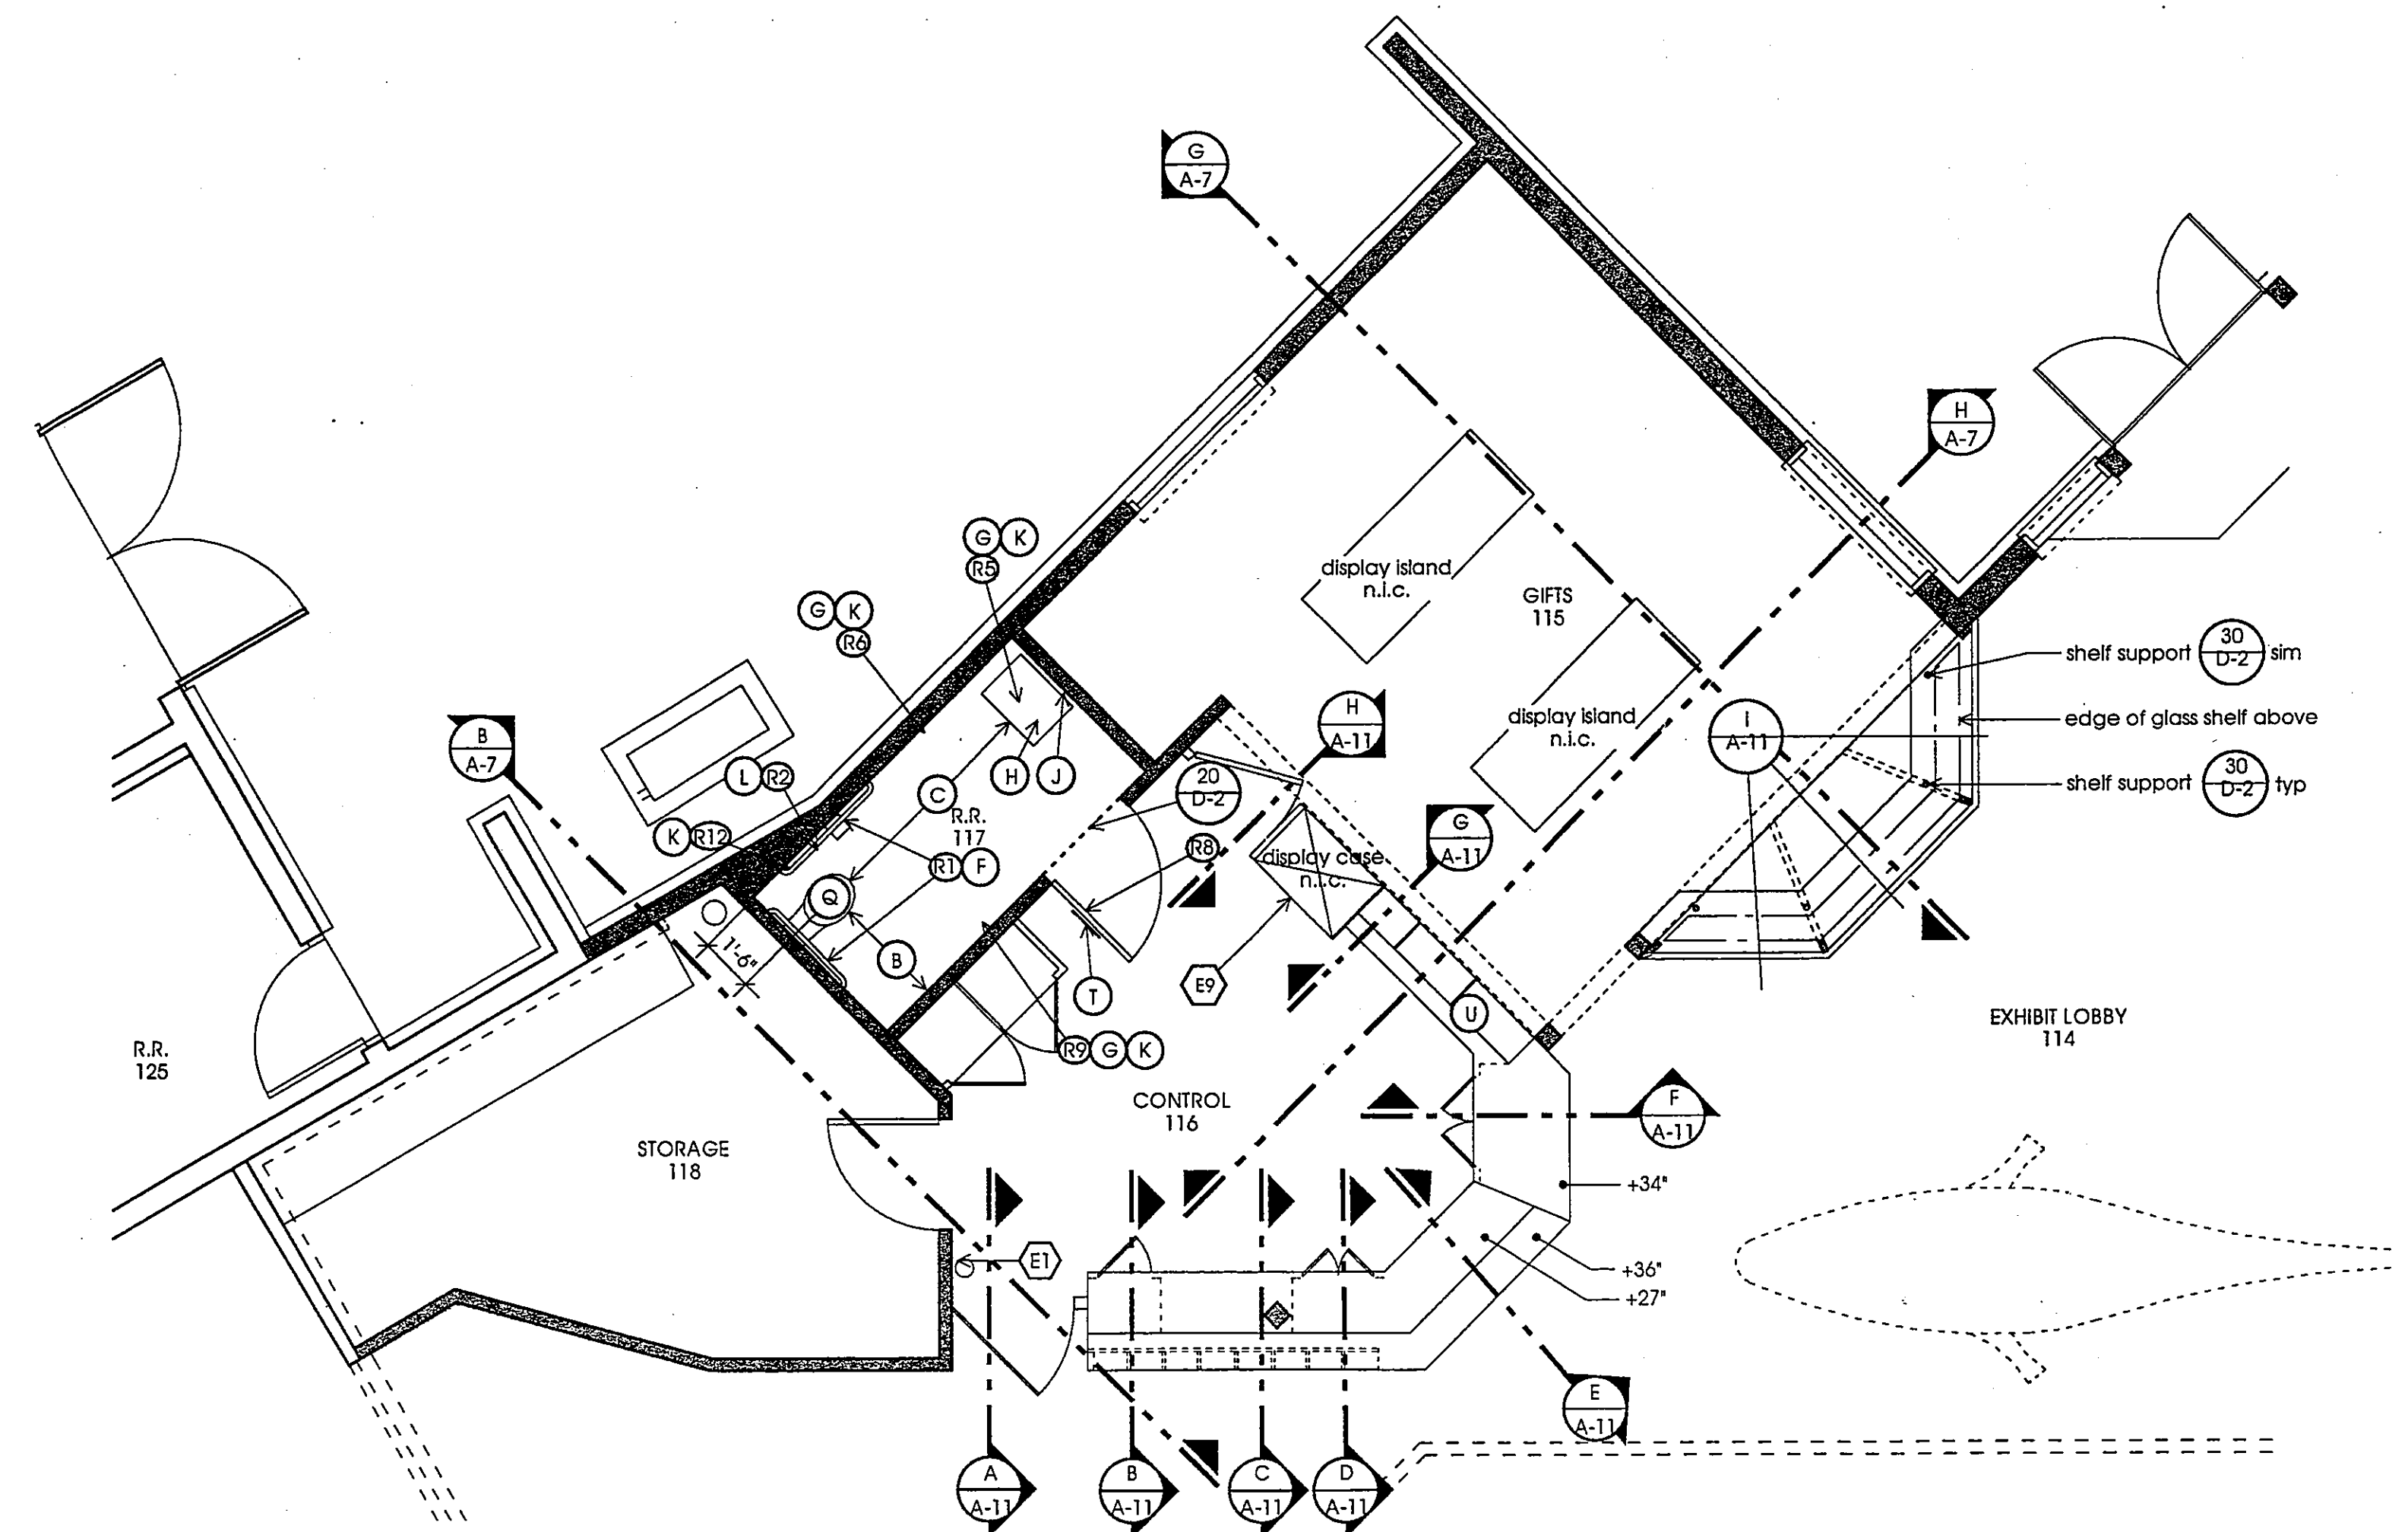 G
A-7
H
A-7
G K
R5
G K
R6
display island
n.i.c.
GIFTS
115
shelf support 30 sim
D-2
edge of glass shelf above
shelf support 30 typ
D-2
display island
n.i.c.
B
A-7
H
A-11
I
A-11
L R2
H J
20
D-2
C
R.R.
117
K R12
G
A-11
R8
display case
n.i.c.
R1 F
Q
1'-6"
B
E9
T
U
R9 G K
R.R.
125
EXHIBIT LOBBY
114
CONTROL
116
F
A-11
STORAGE
118
+34"
E1
+36"
+27"
E
A-11
A
A-11
B
A-11
C
A-11
D
A-11